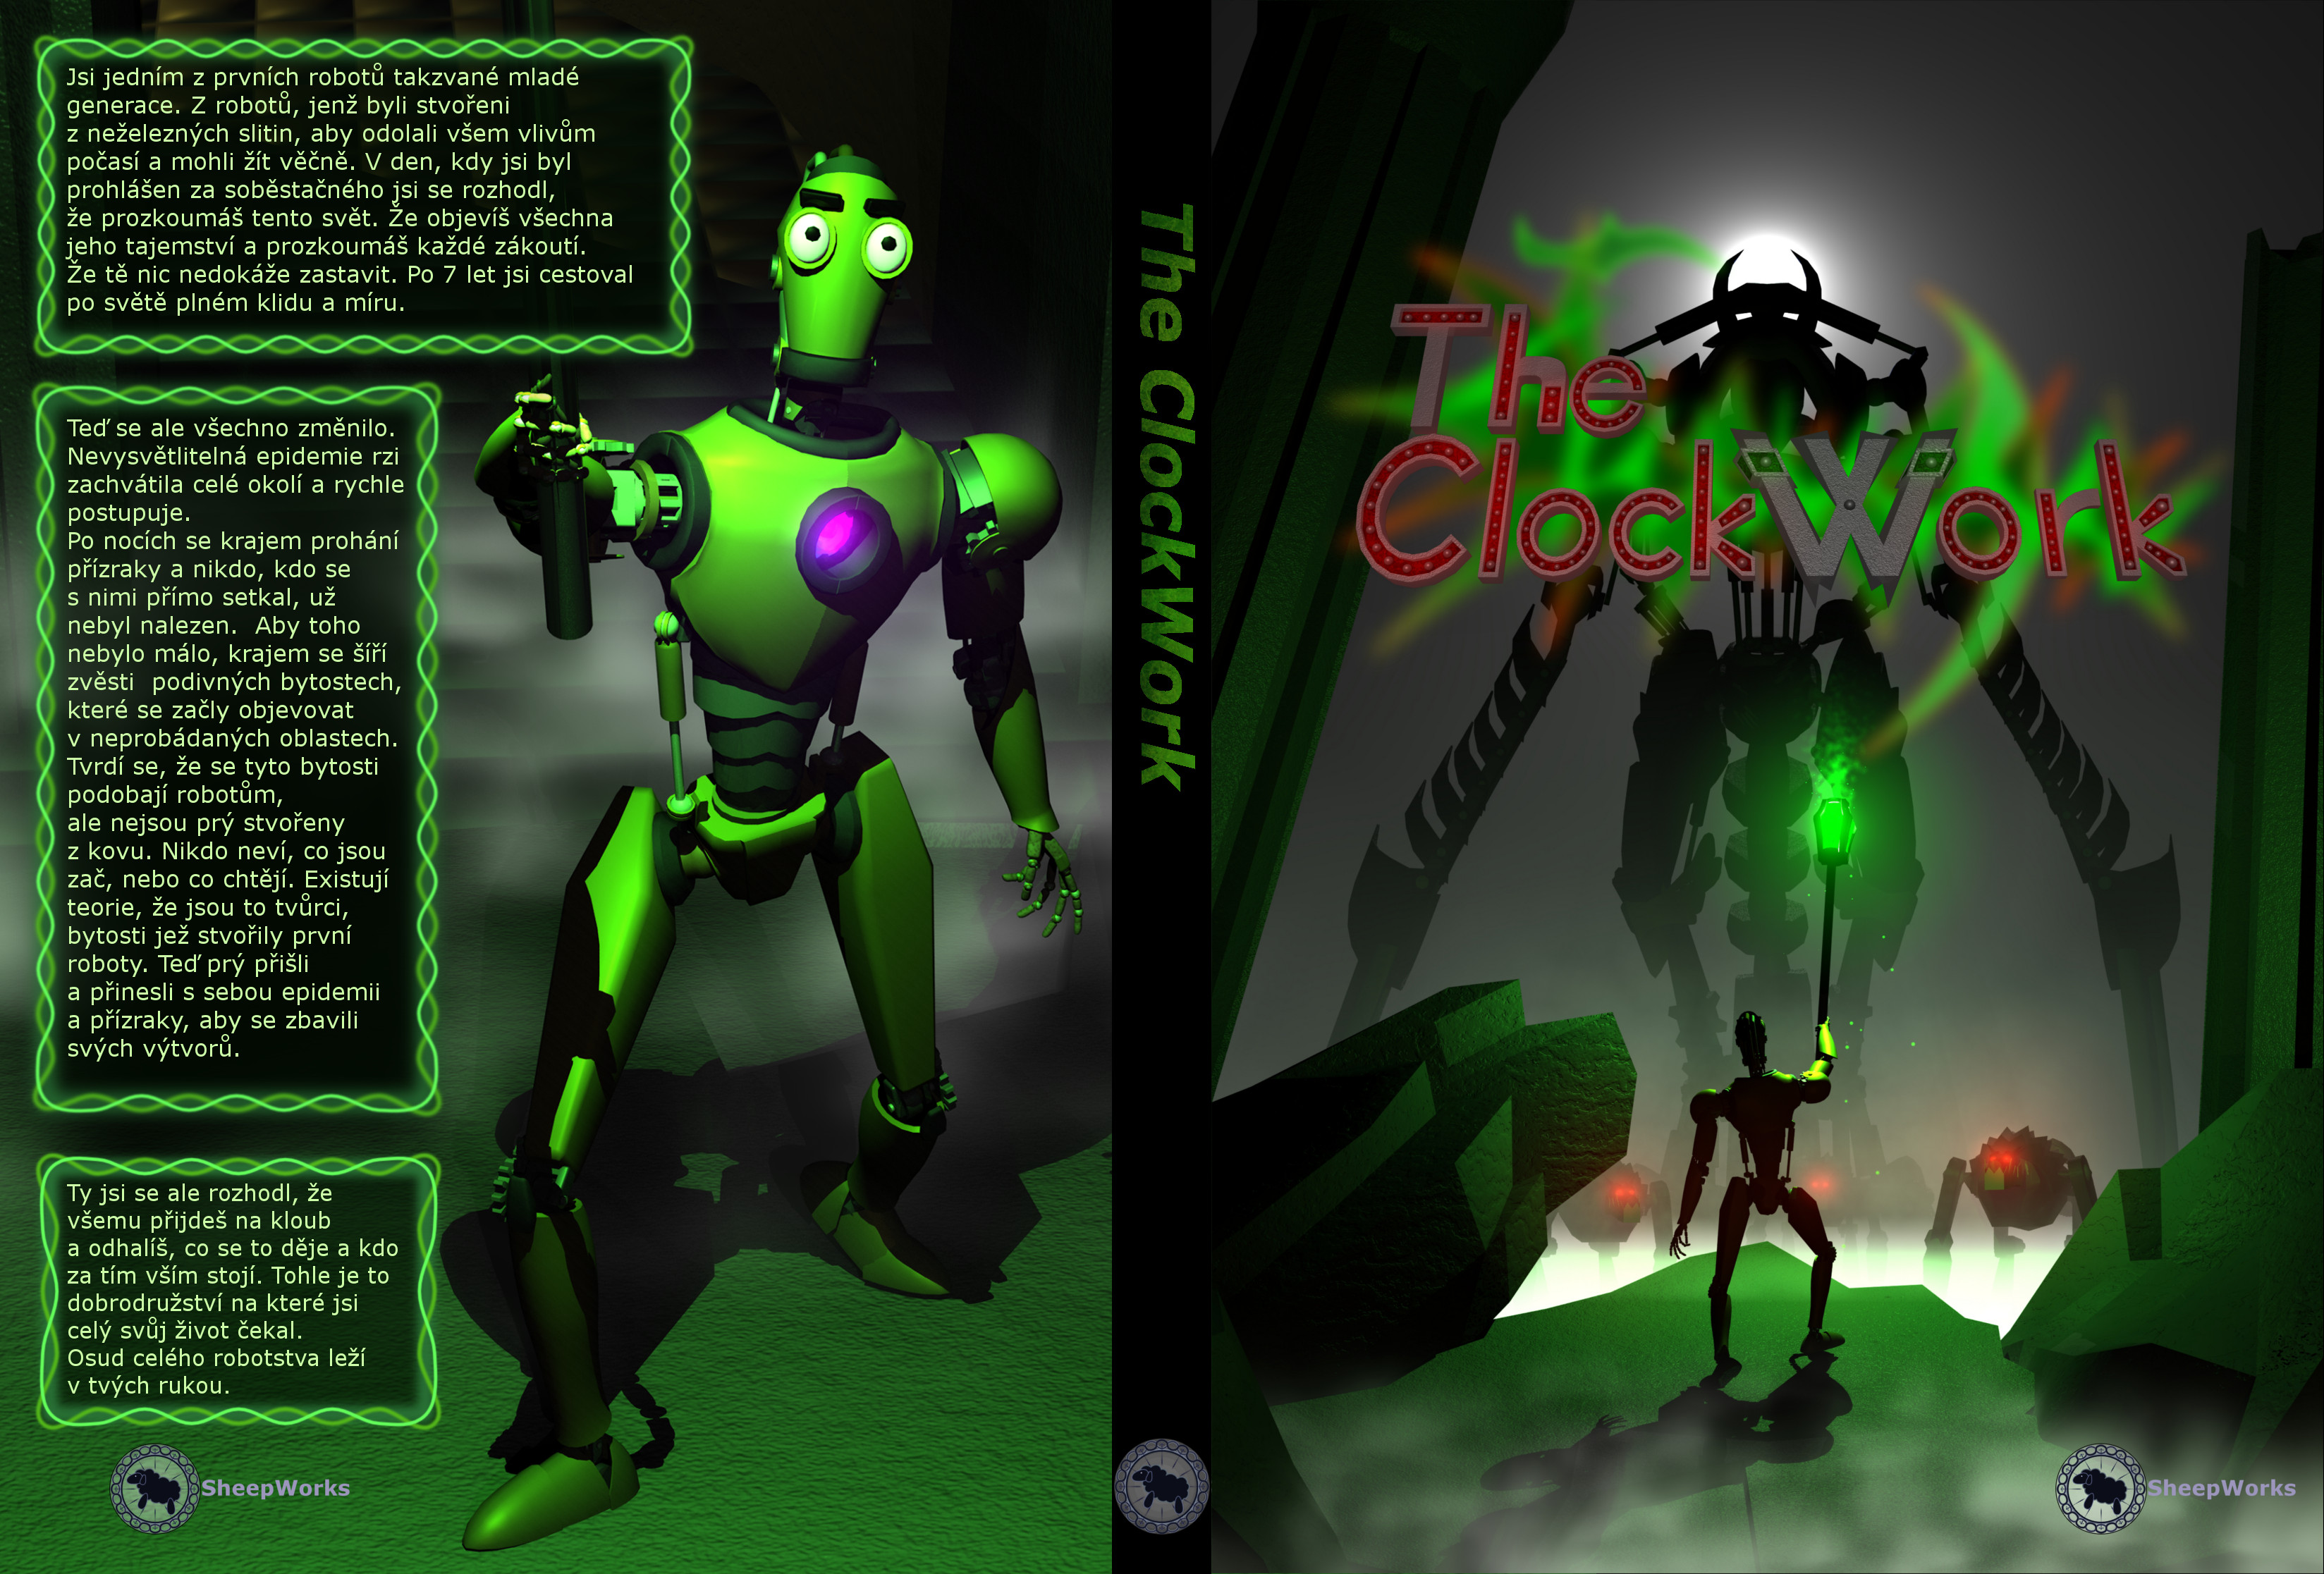 Jsi jedním z prvních robotů takzvané mladé
generace. Z robotů, jenž byli stvořeni
z neželezných slitin, aby odolali všem vlivům
počasí a mohli žít věčně. V den, kdy jsi byl
prohlášen za soběstačného jsi se rozhodl,
že prozkoumáš tento svět. Že objevíš všechna
jeho tajemství a prozkoumáš každé zákoutí.
Že tě nic nedokáže zastavit. Po 7 let jsi cestoval
po světě plném klidu a míru.
Teď se ale všechno změnilo.
Nevysvětlitelná epidemie rzi
zachvátila celé okolí a rychle
postupuje.
Po nocích se krajem prohání
přízraky a nikdo, kdo se
s nimi přímo setkal, už
nebyl nalezen.  Aby toho
nebylo málo, krajem se šíří
zvěsti  podivných bytostech,
které se začly objevovat
v neprobádaných oblastech.
Tvrdí se, že se tyto bytosti
podobají robotům,
ale nejsou prý stvořeny
z kovu. Nikdo neví, co jsou
zač, nebo co chtějí. Existují
teorie, že jsou to tvůrci,
bytosti jež stvořily první
roboty. Teď prý přišli
a přinesli s sebou epidemii
a přízraky, aby se zbavili
svých výtvorů.
Ty jsi se ale rozhodl, že
všemu přijdeš na kloub
a odhalíš, co se to děje a kdo
za tím vším stojí. Tohle je to
dobrodružství na které jsi
celý svůj život čekal.
Osud celého robotstva leží
v tvých rukou.
SheepWorks
The ClockWork
The
ClockWork
SheepWorks